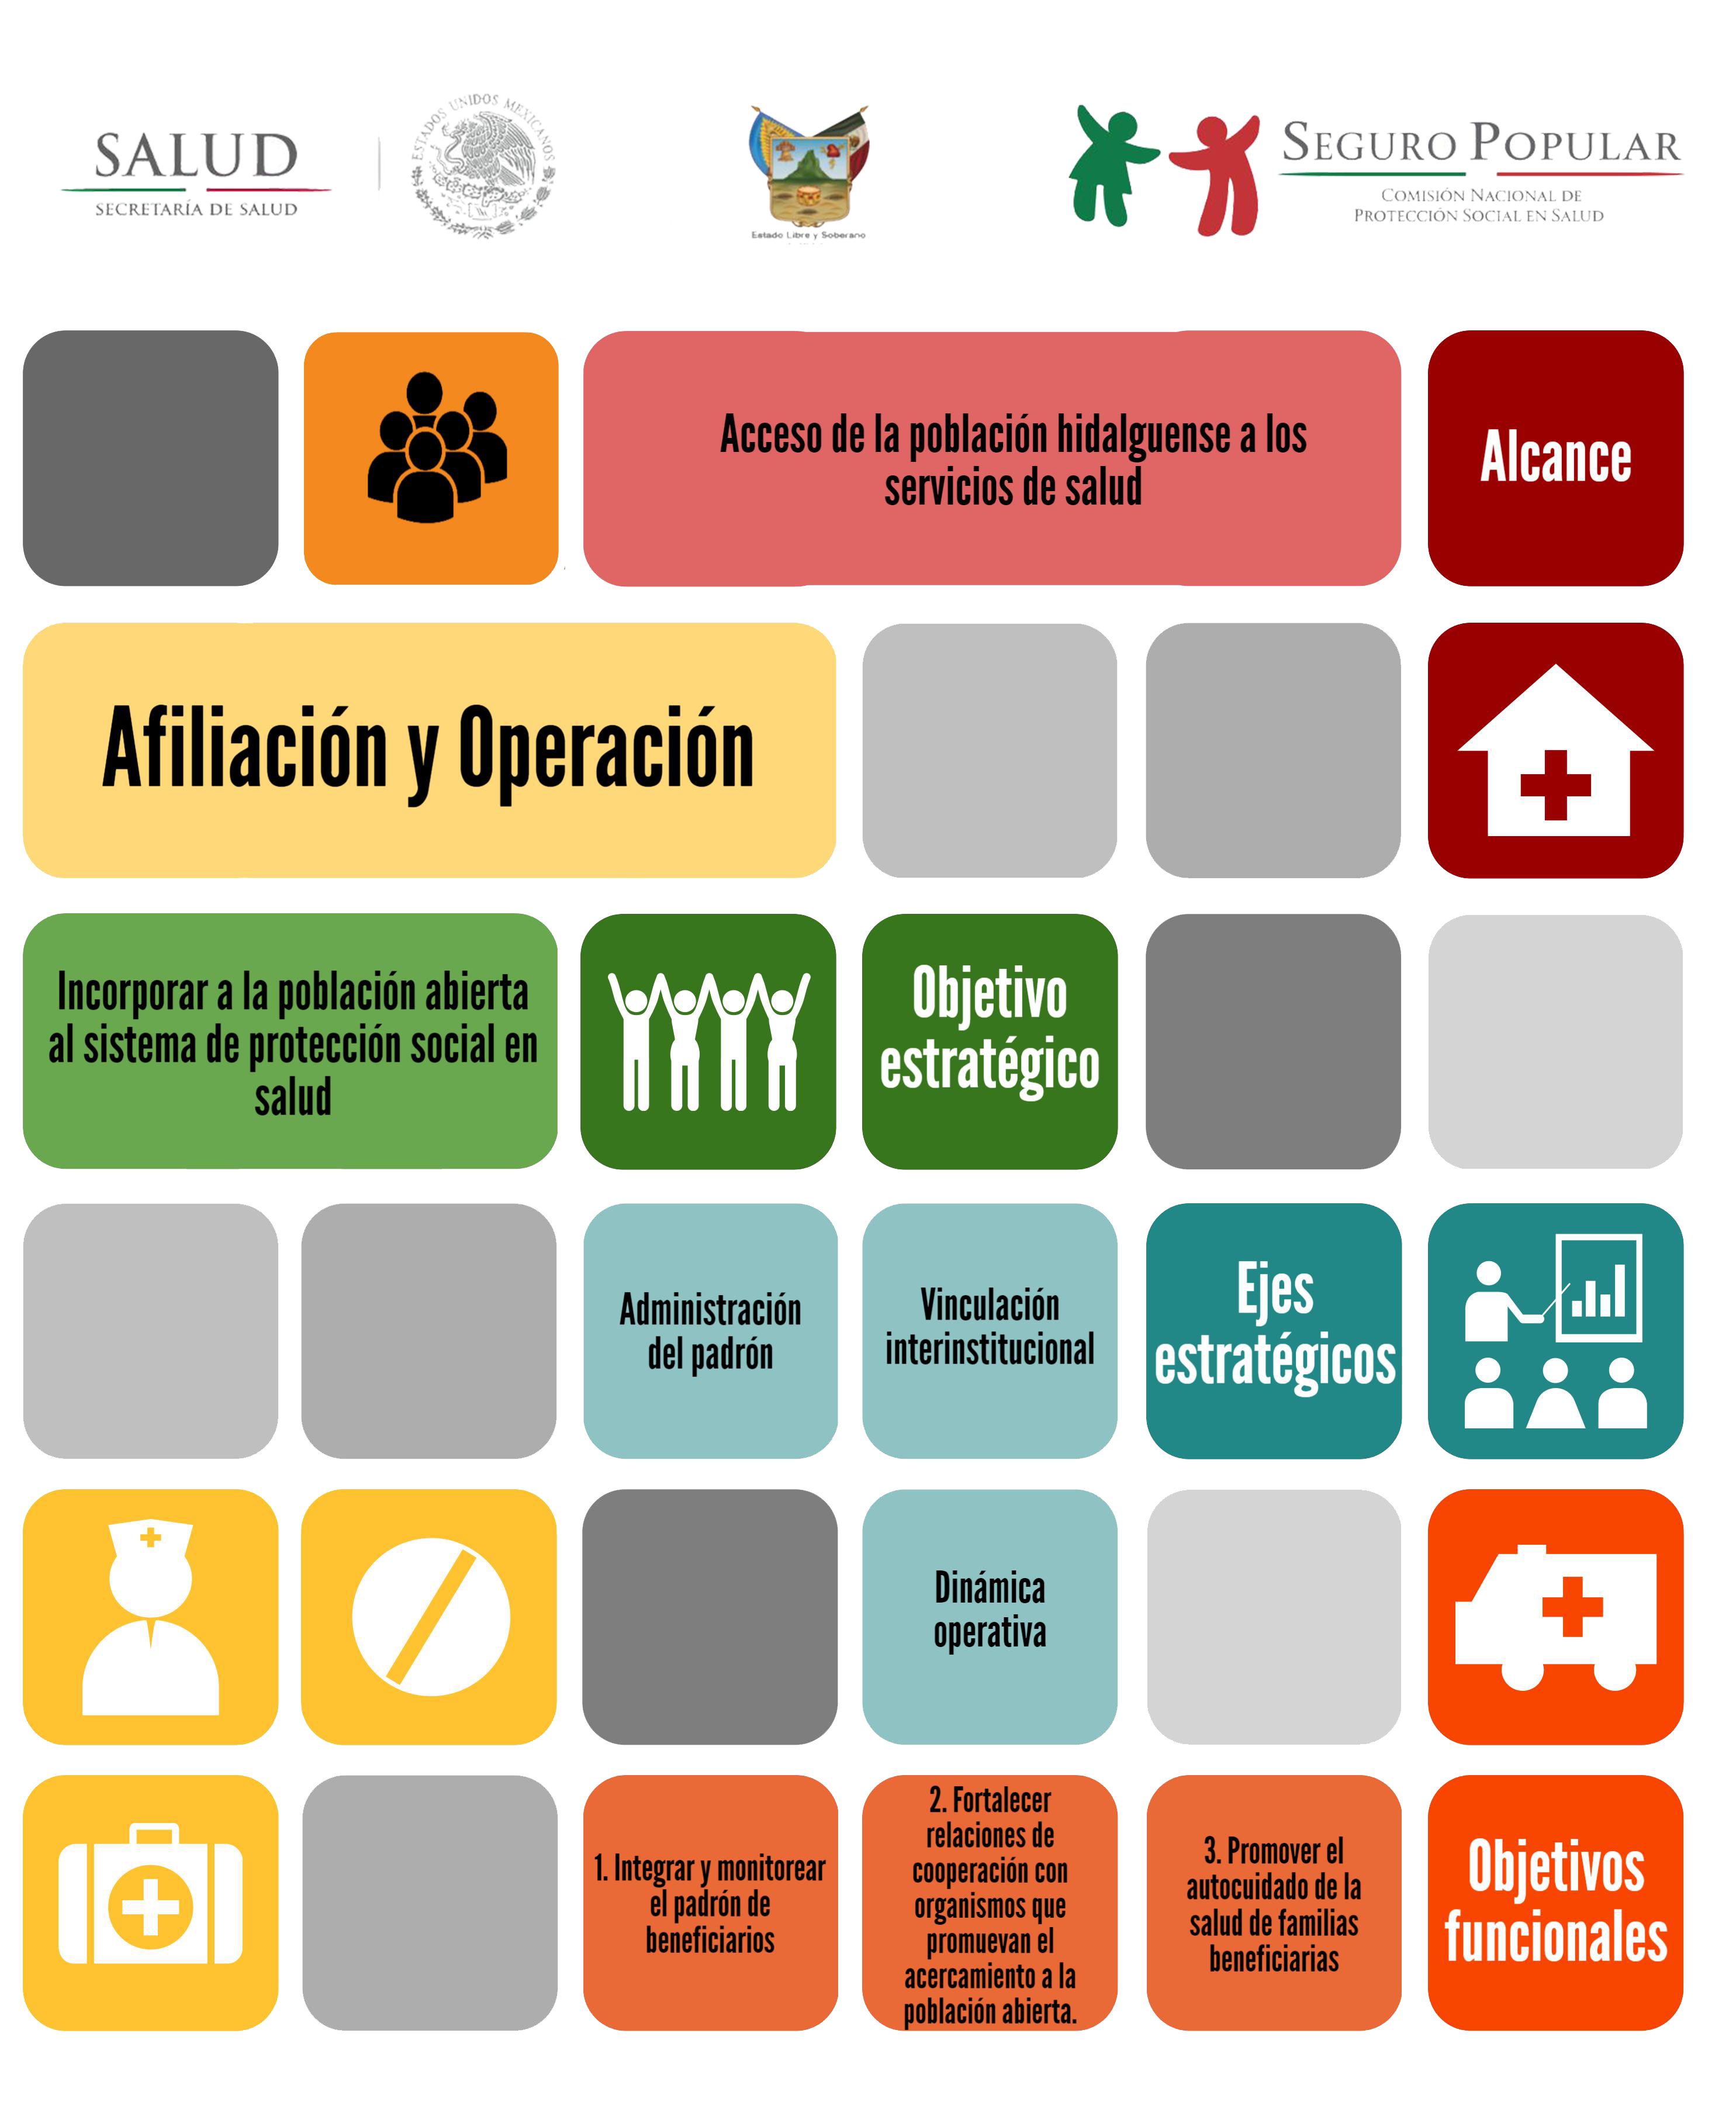 SALUD
SECRETARÍA DE SALUD
ESTADOS UNIDOS MEXICANOS
Estado Libre y Soberano
SEGURO POPULAR
COMISIÓN NACIONAL DE
PROTECCIÓN SOCIAL EN SALUD
Acceso de la población hidalguense a los
servicios de salud
Alcance
Afiliación y Operación
Incorporar a la población abierta
al sistema de protección social en
salud
Objetivo
estratégico
Administración
del padrón
Vinculación
interinstitucional
Ejes
estratégicos
Dinámica
operativa
1. Integrar y monitorear
el padrón de
beneficiarios
2. Fortalecer
relaciones de
cooperación con
organismos que
promuevan el
acercamiento a la
población abierta.
3. Promover el
autocuidado de la
salud de familias
beneficiarias
Objetivos
funcionales